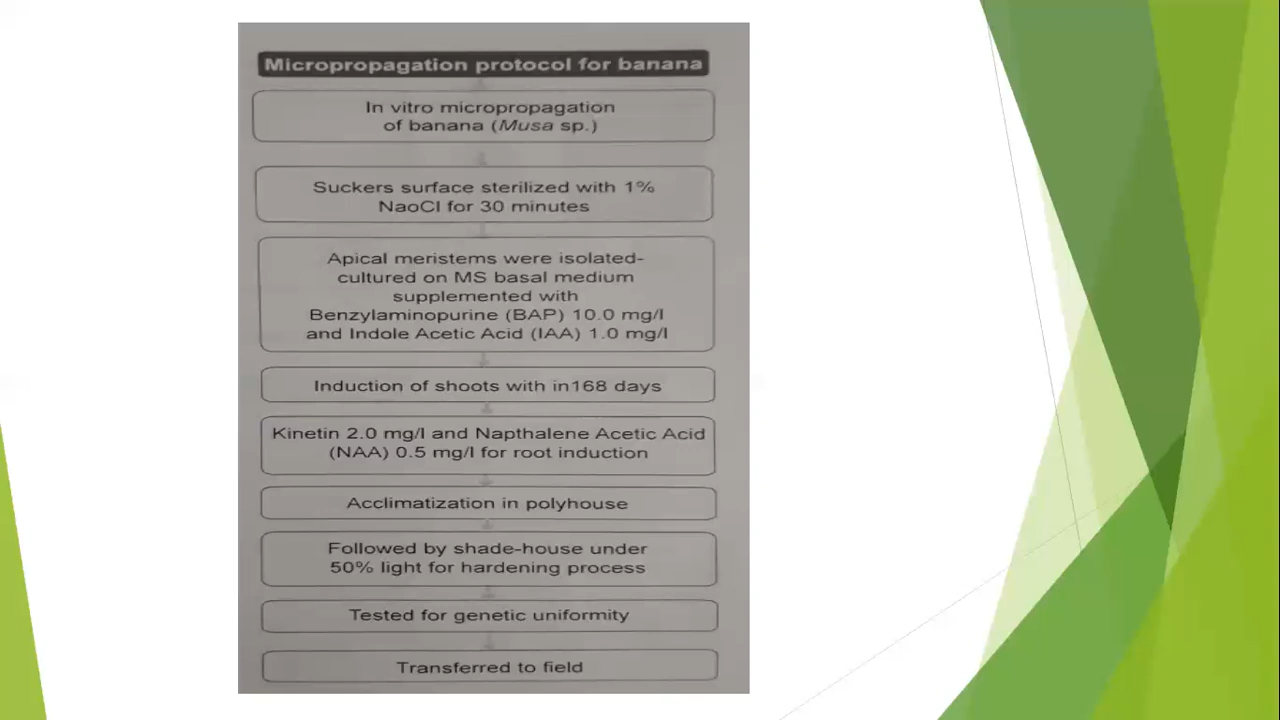 Micropropagation protocol for banana
In vitro micropropagation
of banana (Musa sp.)
Suckers surface sterilized with 1%
NaoCl for 30 minutes
Apical meristems were isolated-
cultured on MS basal medium
supplemented with
Benzylaminopurine (BAP) 10.0 mg/l
and Indole Acetic Acid (IAA) 1.0 mg/l
Induction of shoots with in168 days
Kinetin 2.0 mg/l and Napthalene Acetic Acid
(NAA) 0.5 mg/l for root induction
Acclimatization in polyhouse
Followed by shade-house under
50% light for hardening process
Tested for genetic uniformity
Transferred to field